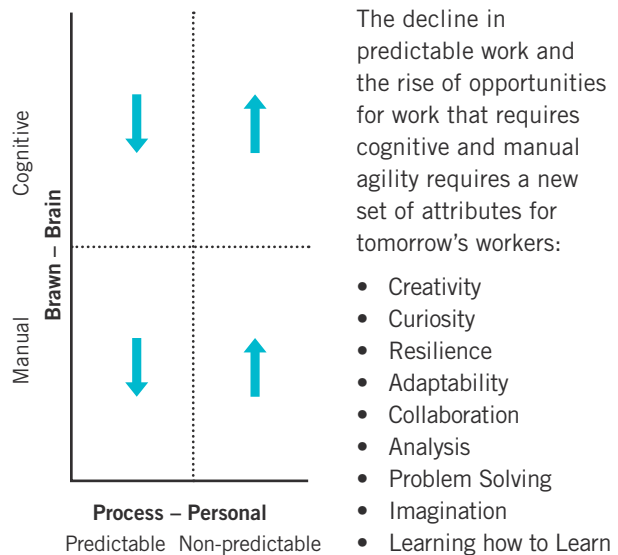 Cognitive
Manual
Brawn – Brain
Process – Personal
Predictable Non-predictable
The decline in
predictable work and
the rise of opportunities
for work that requires
cognitive and manual
agility requires a new
set of attributes for
tomorrow’s workers:
• Creativity
• Curiosity
• Resilience
• Adaptability
• Collaboration
• Analysis
• Problem Solving
• Imagination
• Learning how to Learn